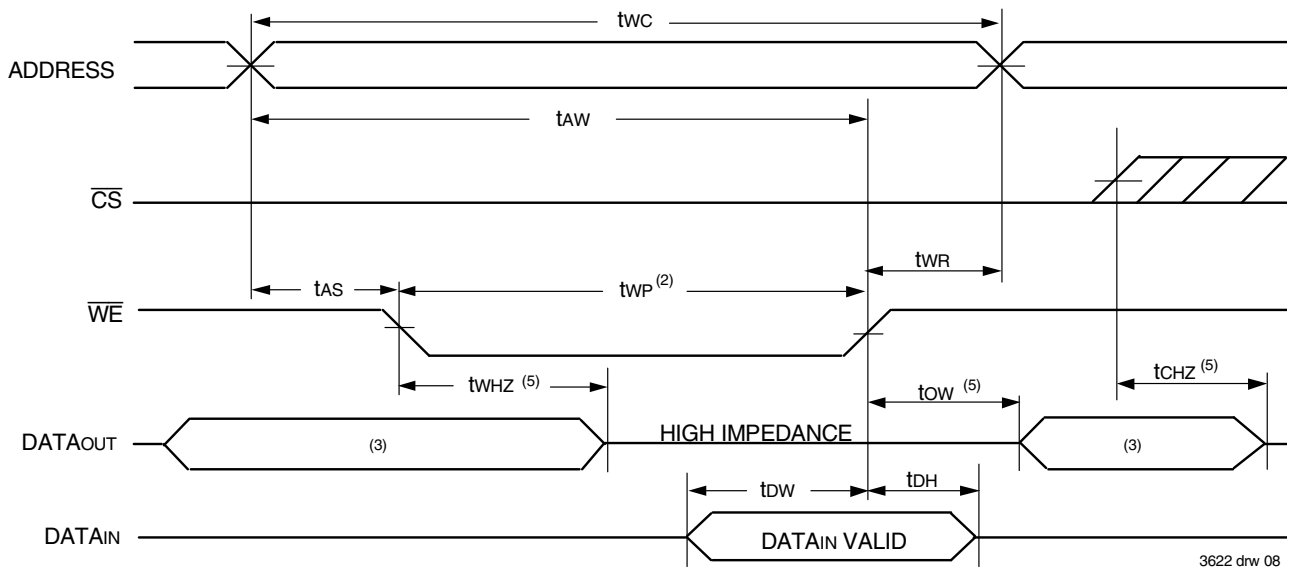 tWC
ADDRESS
tAW
CS
tWR
tAS
tWP (2)
WE
tWHZ (5)
tOW (5)
tCHZ (5)
DATAOUT
(3)
HIGH IMPEDANCE
(3)
tDW
tDH
DATAIN
DATAIN VALID
3622 drw 08